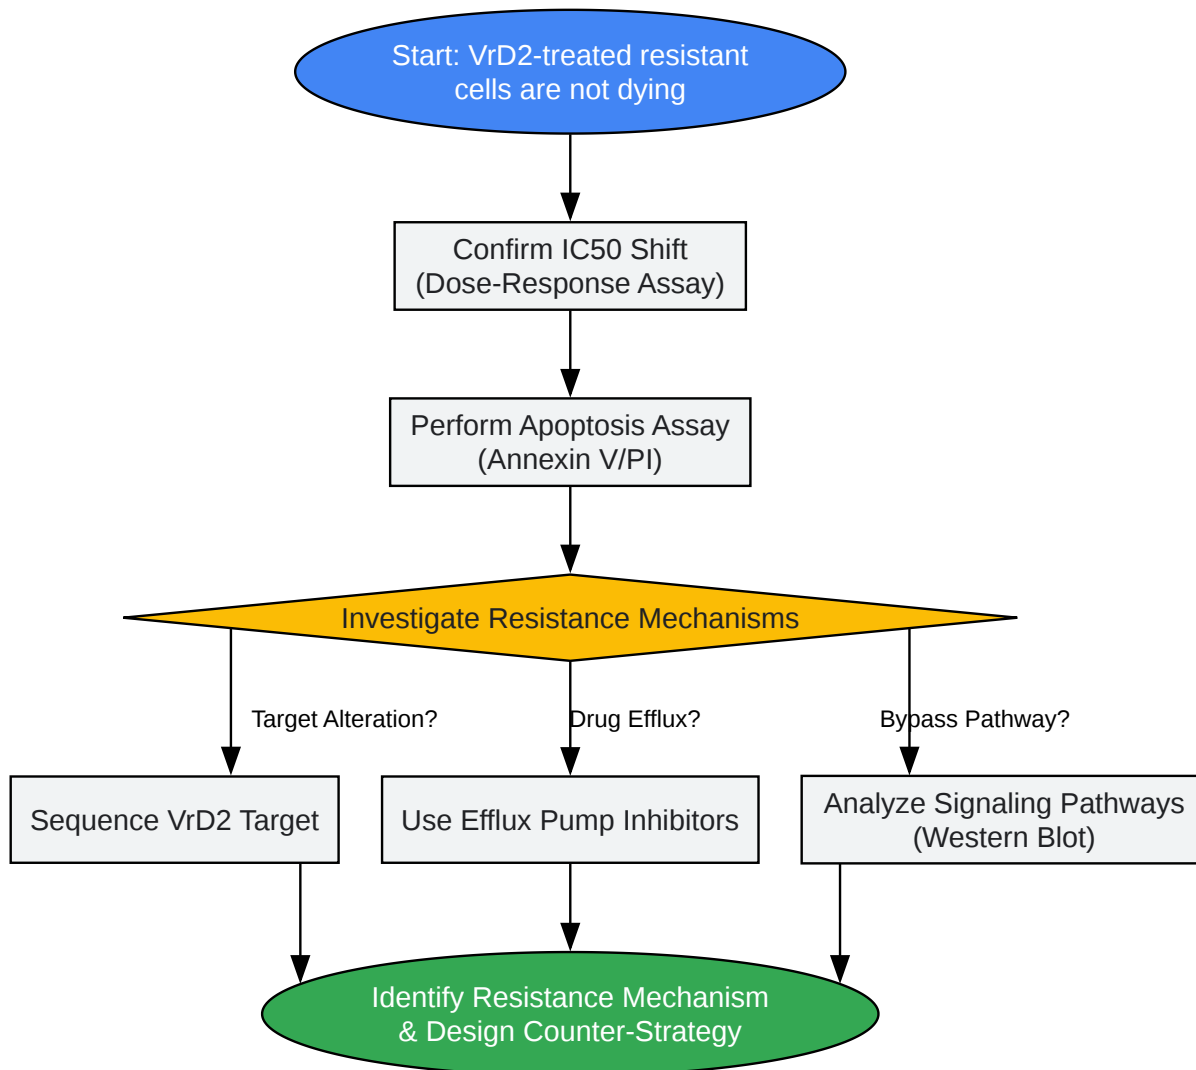 Start: VrD2-treated resistant
cells are not dying
Confirm IC50 Shift
(Dose-Response Assay)
Perform Apoptosis Assay
(Annexin V/PI)
Investigate Resistance Mechanisms
Target Alteration?
Drug Efflux?
Bypass Pathway?
Sequence VrD2 Target
Use Efflux Pump Inhibitors
Analyze Signaling Pathways
(Western Blot)
Identify Resistance Mechanism
& Design Counter-Strategy